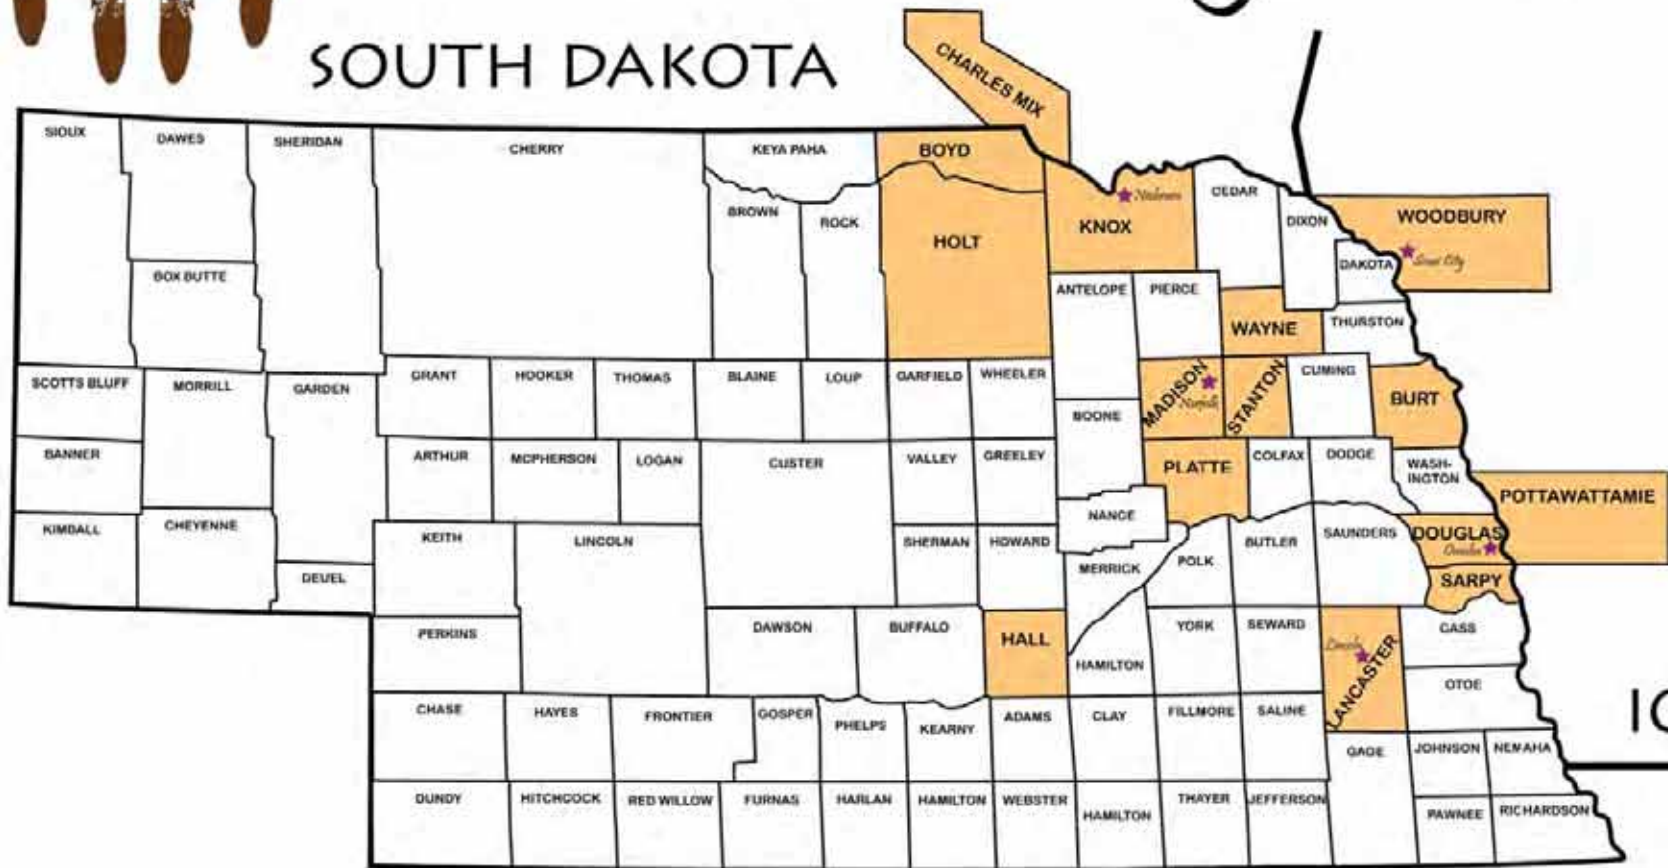 SOUTH DAKOTA
CHARLES MIX
SIOUX
DAWES
SHERIDAN
CHERRY
KEYA PAHA
BOYD
BROWN
ROCK
HOLT
KNOX
Niobrara
CEDAR
DIXON
WOODBURY
Sioux City
DAKOTA
BOX BUTTE
ANTELOPE
PIERCE
WAYNE
THURSTON
SCOTTS BLUFF
MORRILL
GARDEN
GRANT
HOOKER
THOMAS
BLAINE
LOUP
GARFIELD
WHEELER
BOONE
MADISON
Norfolk
STANTON
CUMING
BURT
BANNER
ARTHUR
MCPHERSON
LOGAN
CUSTER
VALLEY
GREELEY
PLATTE
COLFAX
DODGE
WASH-
INGTON
POTTAWATTAMIE
KIMBALL
CHEYENNE
DEUEL
KEITH
LINCOLN
SHERMAN
HOWARD
NANCE
MERRICK
POLK
BUTLER
SAUNDERS
DOUGLAS
Omaha
SARPY
PERKINS
DAWSON
BUFFALO
HALL
HAMILTON
YORK
SEWARD
Lincoln
LANCASTER
CASS
OTOE
CHASE
HAYES
FRONTIER
GOSPER
PHELPS
KEARNY
ADAMS
CLAY
FILLMORE
SALINE
GAGE
JOHNSON
NEMAHA
DUNDY
HITCHCOCK
RED WILLOW
FURNAS
HARLAN
HAMILTON
WEBSTER
HAMILTON
THAYER
JEFFERSON
PAWNEE
RICHARDSON